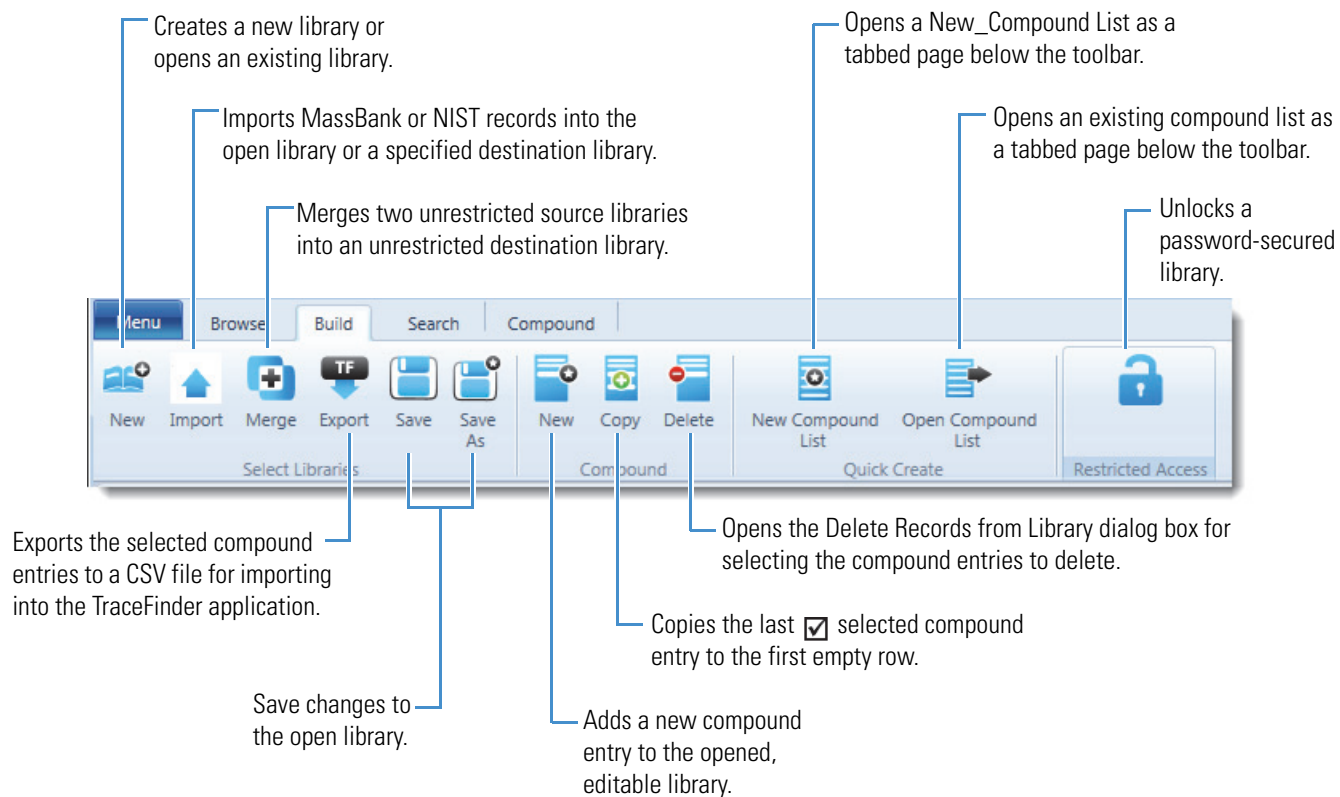 Creates a new library or
opens an existing library.
Opens a New_Compound List as a
tabbed page below the toolbar.
Imports MassBank or NIST records into the
open library or a specified destination library.
Opens an existing compound list as
a tabbed page below the toolbar.
Merges two unrestricted source libraries
into an unrestricted destination library.
Unlocks a
password-secured
library.
Menu Browse Build Search Compound
TF
New Import Merge Export Save Save As New Copy Delete New Compound List Open Compound List
Select Libraries Compound Quick Create Restricted Access
Exports the selected compound
entries to a CSV file for importing
into the TraceFinder application.
Opens the Delete Records from Library dialog box for
selecting the compound entries to delete.
Copies the last ☑ selected compound
entry to the first empty row.
Save changes to
the open library.
Adds a new compound
entry to the opened,
editable library.